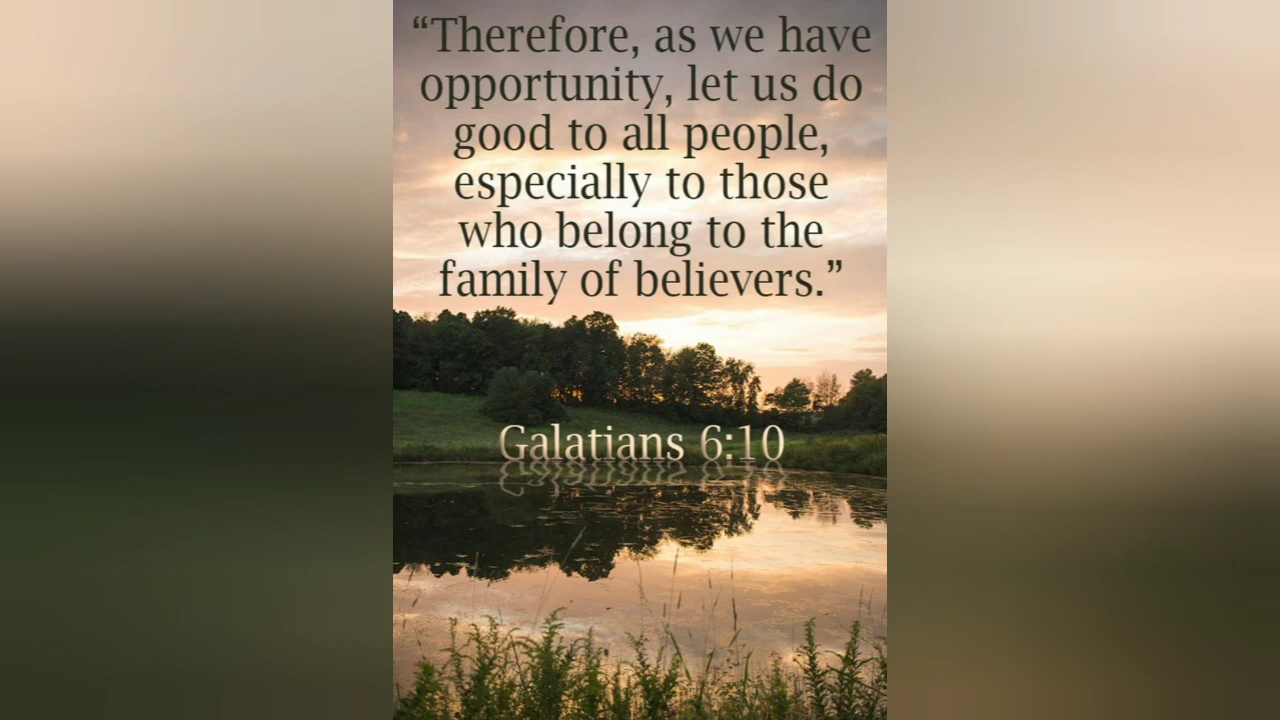 “Therefore, as we have
opportunity, let us do
good to all people,
especially to those
who belong to the
family of believers.”
Galatians 6:10